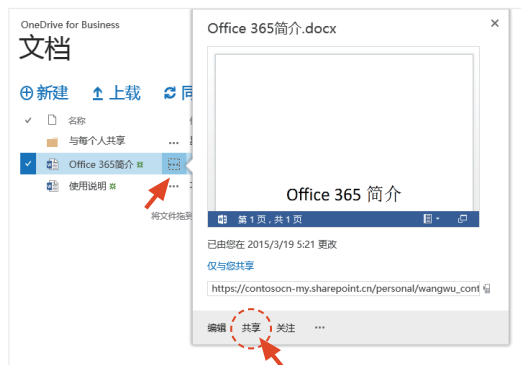 OneDrive for Business
文档
新建 上载 同
名称
与每个人共享 ...
Office 365简介 ...
使用说明 ...
将文件拖到
Office 365简介.docx
Office 365 简介
第 1 页，共 1 页
已由您在 2015/3/19 5:21 更改
仅与您共享
https://contosocn-my.sharepoint.cn/personal/wangwu_cont
编辑 共享 关注 ...